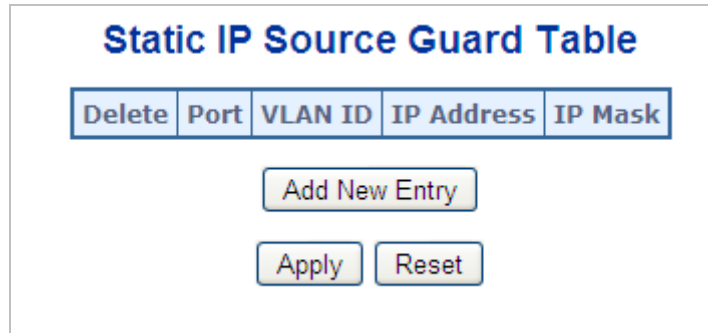 Static IP Source Guard Table
Delete Port VLAN ID IP Address IP Mask
Add New Entry
Apply Reset